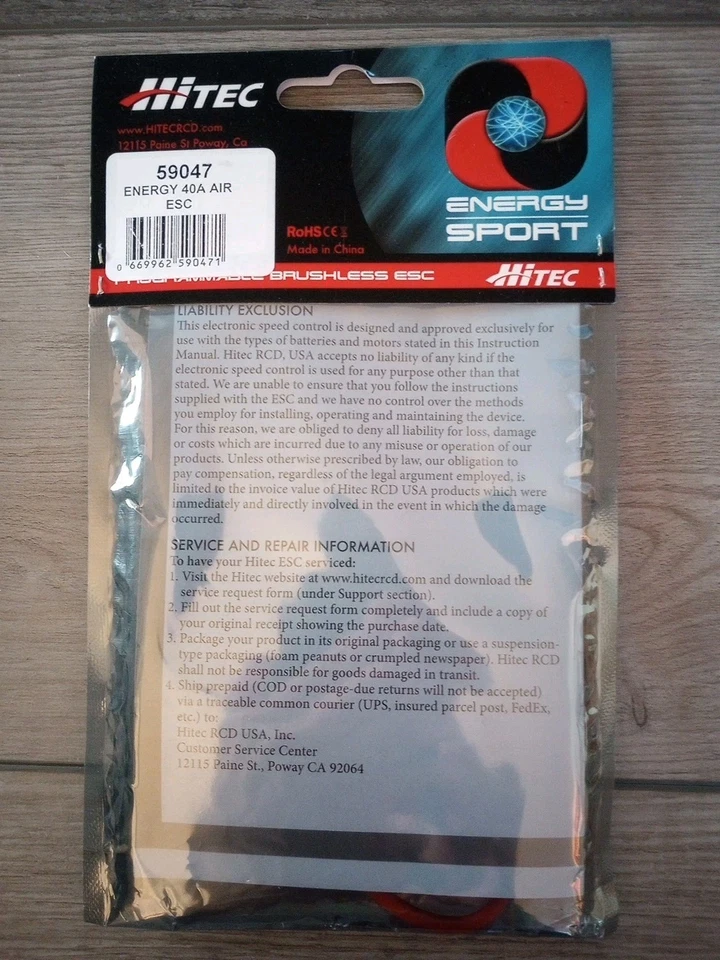 HiTEC
www.HITECRCD.com
12115 Paine St Poway, Ca
59047
ENERGY 40A AIR
ESC
0 669962 590471
RoHS CE
Made in China
ENERGY
SPORT
PROGRAMMABLE BRUSHLESS ESC
HiTEC
LIABILITY EXCLUSION
This electronic speed control is designed and approved exclusively for
use with the types of batteries and motors stated in this Instruction
Manual. Hitec RCD, USA accepts no liability of any kind if the
electronic speed control is used for any purpose other than that
stated. We are unable to ensure that you follow the instructions
supplied with the ESC and we have no control over the methods
you employ for installing, operating and maintaining the device.
For this reason, we are obliged to deny all liability for loss, damage
or costs which are incurred due to any misuse or operation of our
products. Unless otherwise prescribed by law, our obligation to
pay compensation, regardless of the legal argument employed, is
limited to the invoice value of Hitec RCD USA products which were
immediately and directly involved in the event in which the damage
occurred.
SERVICE AND REPAIR INFORMATION
To have your Hitec ESC serviced:
1. Visit the Hitec website at www.hitecrcd.com and download the
service request form (under Support section).
2. Fill out the service request form completely and include a copy of
your original receipt showing the purchase date.
3. Package your product in its original packaging or use a suspension-
type packaging (foam peanuts or crumpled newspaper). Hitec RCD
shall not be responsible for goods damaged in transit.
4. Ship prepaid (COD or postage-due returns will not be accepted)
via a traceable common courier (UPS, insured parcel post, FedEx,
etc.) to:
Hitec RCD USA, Inc.
Customer Service Center
12115 Paine St., Poway CA 92064